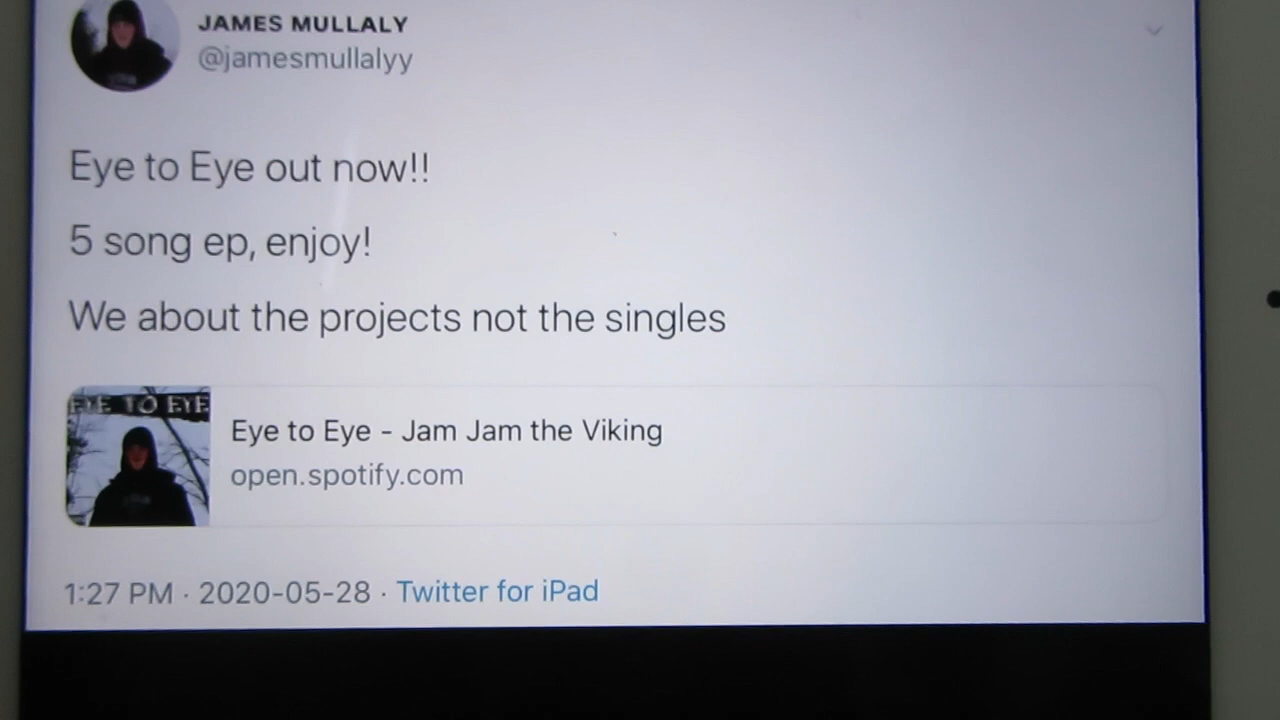 JAMES MULLALY
@jamesmullalyy
Eye to Eye out now!!
5 song ep, enjoy!
We about the projects not the singles
EYE TO EYE
Eye to Eye - Jam Jam the Viking
open.spotify.com
1:27 PM · 2020-05-28 · Twitter for iPad